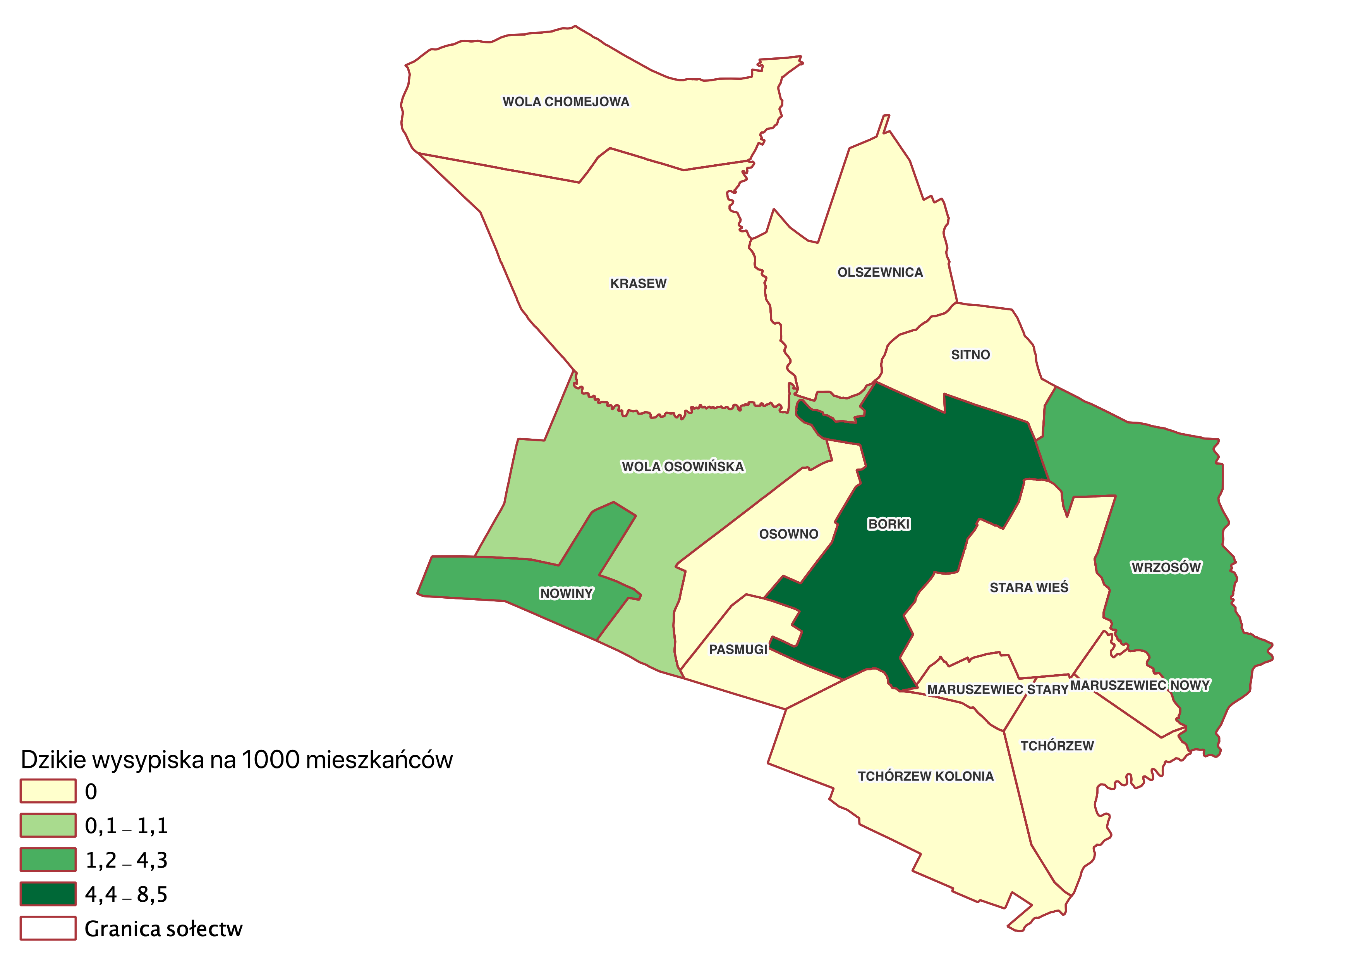 WOLA CHOMEJOWA
KRASEW
OLSZEWNICA
SITNO
WOLA OSOWIŃSKA
BORKI
OSOWNO
WRZOSÓW
NOWINY
STARA WIEŚ
PASMUGI
MARUSZEWIEC STARY
MARUSZEWIEC NOWY
TCHÓRZEW
TCHÓRZEW KOLONIA
Dzikie wysypiska na 1000 mieszkańców
0
0,1 – 1,1
1,2 – 4,3
4,4 – 8,5
Granica sołectw